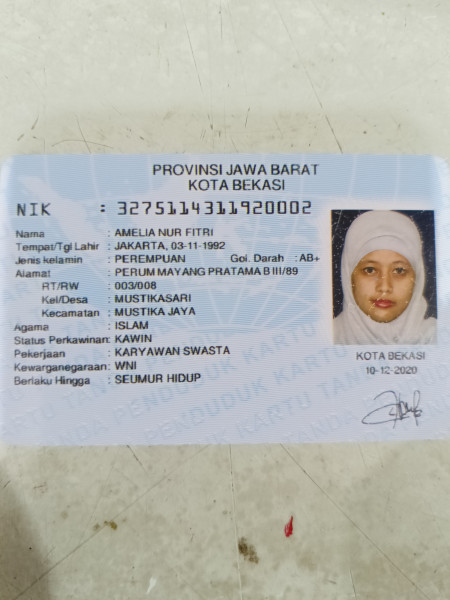 PROVINSI JAWA BARAT
KOTA BEKASI
NIK : 3275114311920002
Nama : AMELIA NUR FITRI
Tempat/Tgl Lahir : JAKARTA, 03-11-1992
Jenis kelamin : PEREMPUAN Gol. Darah :AB+
Alamat : PERUM MAYANG PRATAMA B III/89
RT/RW : 003/008
Kel/Desa : MUSTIKASARI
Kecamatan : MUSTIKA JAYA
Agama : ISLAM
Status Perkawinan: KAWIN
Pekerjaan : KARYAWAN SWASTA
Kewarganegaraan: WNI
Berlaku Hingga : SEUMUR HIDUP
KOTA BEKASI
10-12-2020